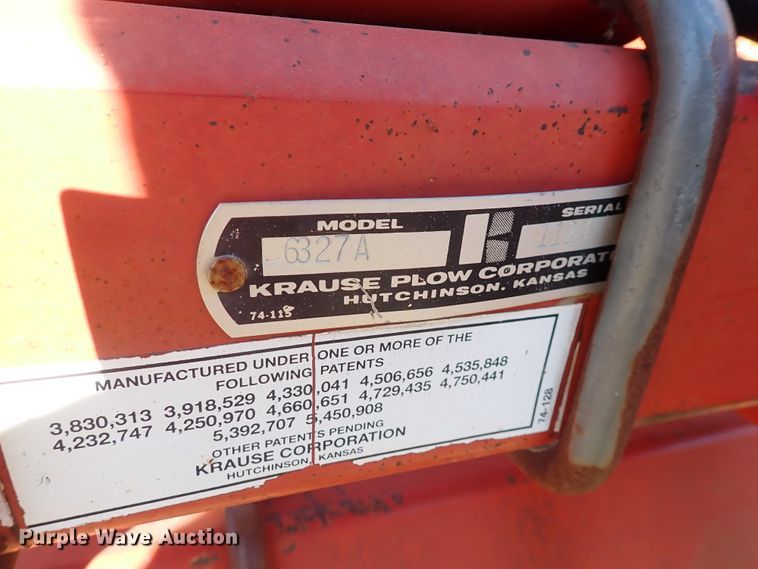 MODEL SERIAL
6327A
KRAUSE PLOW
HUTCHINSON, KANSAS
74-115
MANUFACTURED UNDER ONE OR MORE OF THE
FOLLOWING PATENTS
3,830,313 3,918,529 4,330,041 4,506,656 4,535,848
4,232,747 4,250,970 4,660,651 4,729,435 4,750,441
5,392,707 5,450,908
OTHER PATENTS PENDING
KRAUSE CORPORATION
HUTCHINSON, KANSAS
74-128
Purple Wave Auction